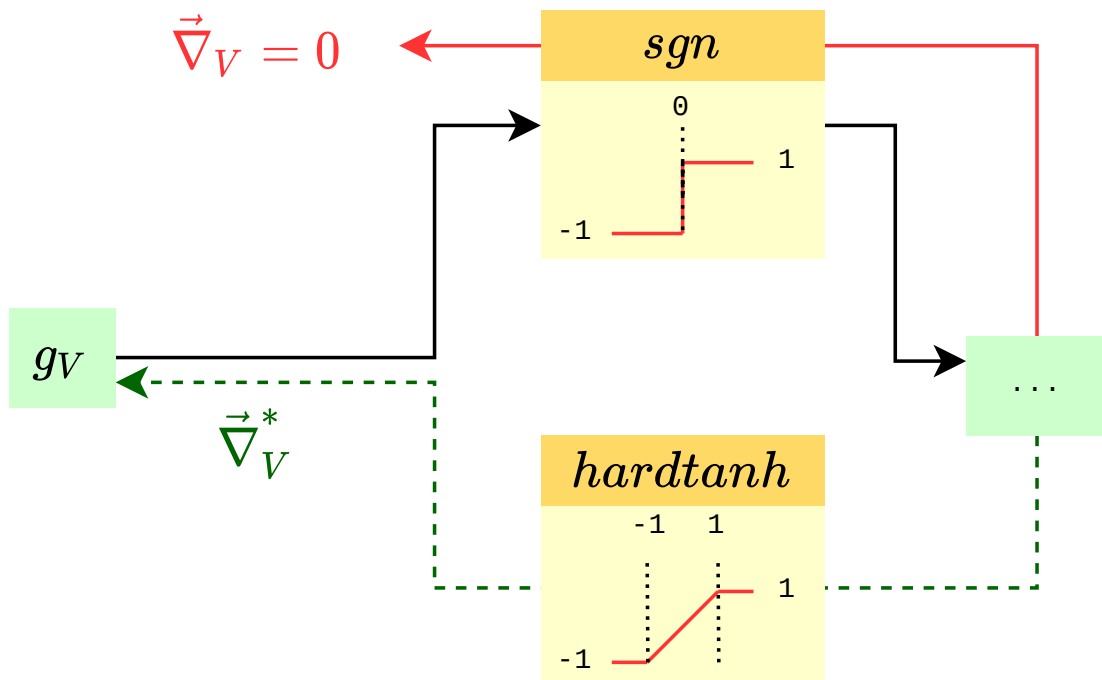 ∇⃗_V = 0
sgn
0
1
-1
g_V
...
∇⃗*_V
hardtanh
-1 1
1
-1